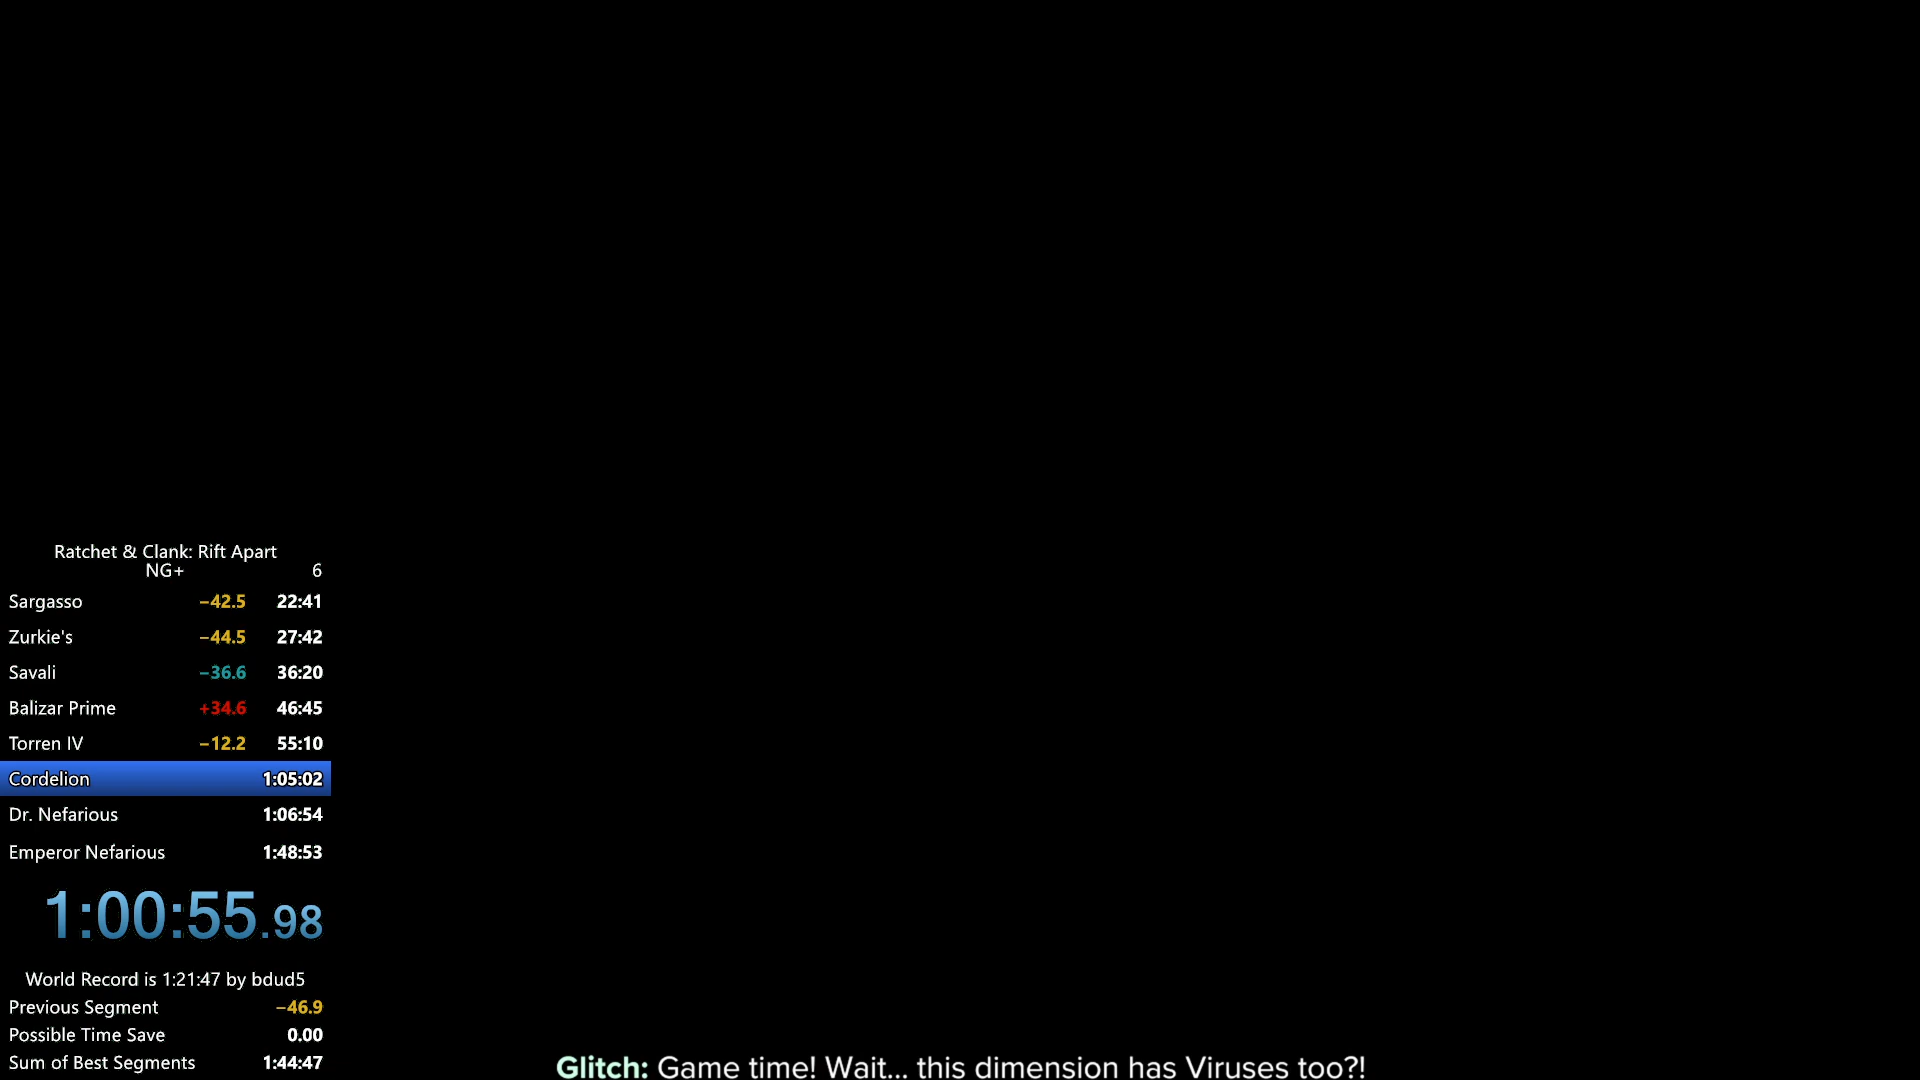 Ratchet & Clank: Rift Apart
NG+ 6
Sargasso −42.5 22:41
Zurkie's −44.5 27:42
Savali −36.6 36:20
Balizar Prime +34.6 46:45
Torren IV −12.2 55:10
Cordelion 1:05:02
Dr. Nefarious 1:06:54
Emperor Nefarious 1:48:53
1:00:55.98
World Record is 1:21:47 by bdud5
Previous Segment −46.9
Possible Time Save 0.00
Sum of Best Segments 1:44:47
Glitch: Game time! Wait... this dimension has Viruses too?!